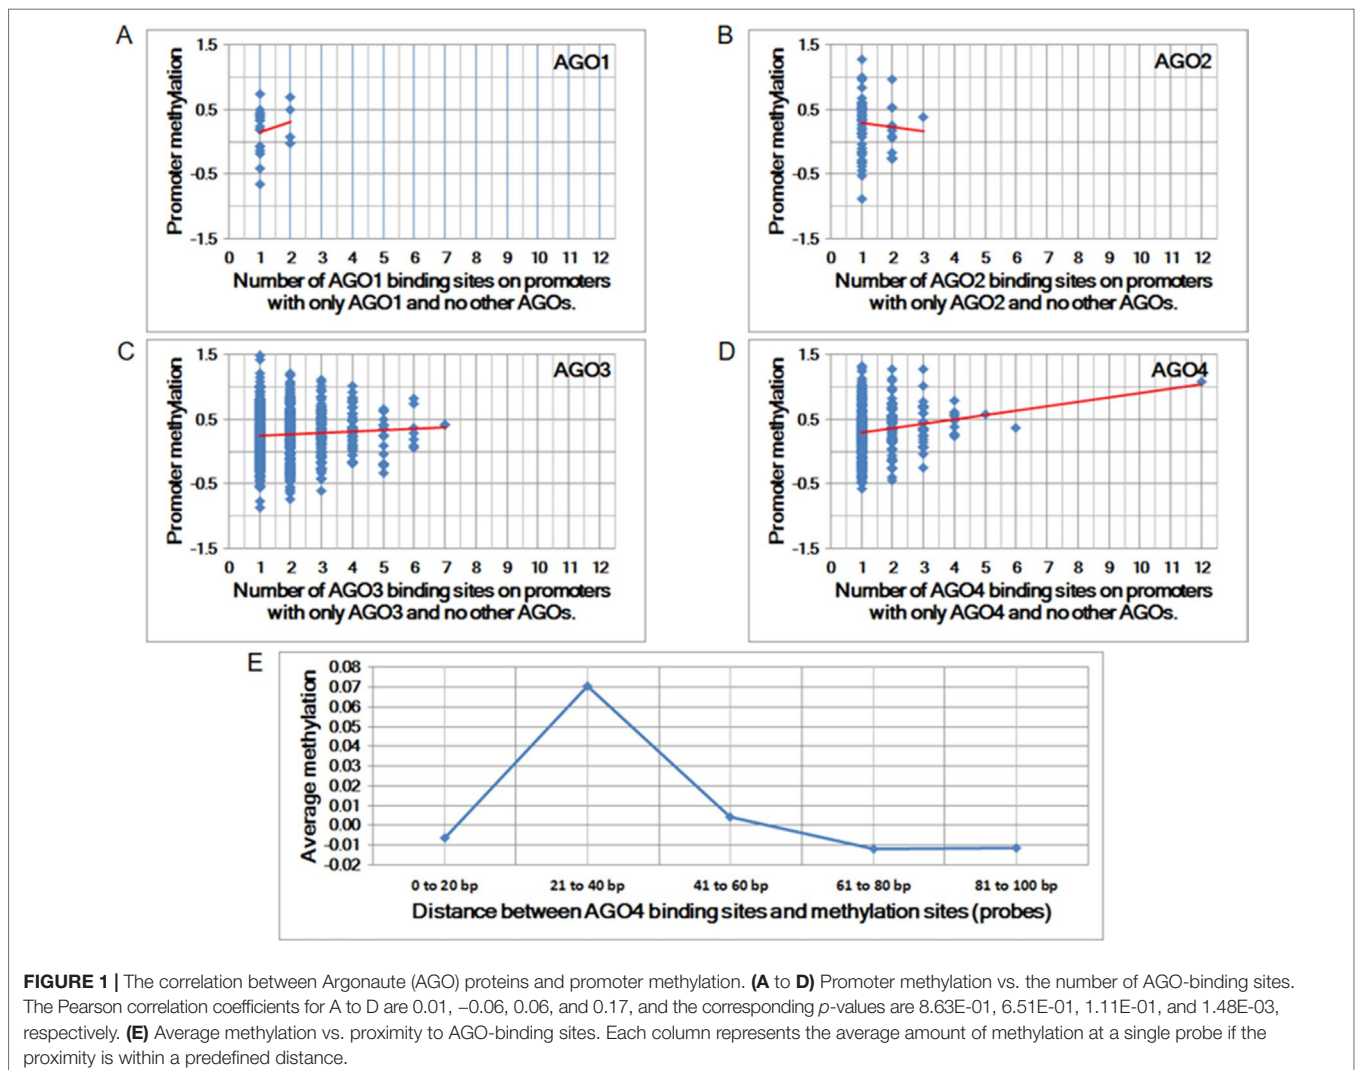 A
1.5
0.5
-0.5
-1.5
Promoter methylation
AGO1
0 1 2 3 4 5 6 7 8 9 10 11 12
Number of AGO1 binding sites on promoters
with only AGO1 and no other AGOs.
B
1.5
0.5
-0.5
-1.5
Promoter methylation
AGO2
0 1 2 3 4 5 6 7 8 9 10 11 12
Number of AGO2 binding sites on promoters
with only AGO2 and no other AGOs.
C
1.5
0.5
-0.5
-1.5
Promoter methylation
AGO3
0 1 2 3 4 5 6 7 8 9 10 11 12
Number of AGO3 binding sites on promoters
with only AGO3 and no other AGOs.
D
1.5
0.5
-0.5
-1.5
Promoter methylation
AGO4
0 1 2 3 4 5 6 7 8 9 10 11 12
Number of AGO4 binding sites on promoters
with only AGO4 and no other AGOs.
E
0.08
0.07
0.06
0.05
0.04
0.03
0.02
0.01
0.00
-0.01
-0.02
Average methylation
0 to 20 bp 21 to 40 bp 41 to 60 bp 61 to 80 bp 81 to 100 bp
Distance between AGO4 binding sites and methylation sites (probes)
FIGURE 1 | The correlation between Argonaute (AGO) proteins and promoter methylation. (A to D) Promoter methylation vs. the number of AGO-binding sites.
The Pearson correlation coefficients for A to D are 0.01, −0.06, 0.06, and 0.17, and the corresponding p-values are 8.63E-01, 6.51E-01, 1.11E-01, and 1.48E-03,
respectively. (E) Average methylation vs. proximity to AGO-binding sites. Each column represents the average amount of methylation at a single probe if the
proximity is within a predefined distance.